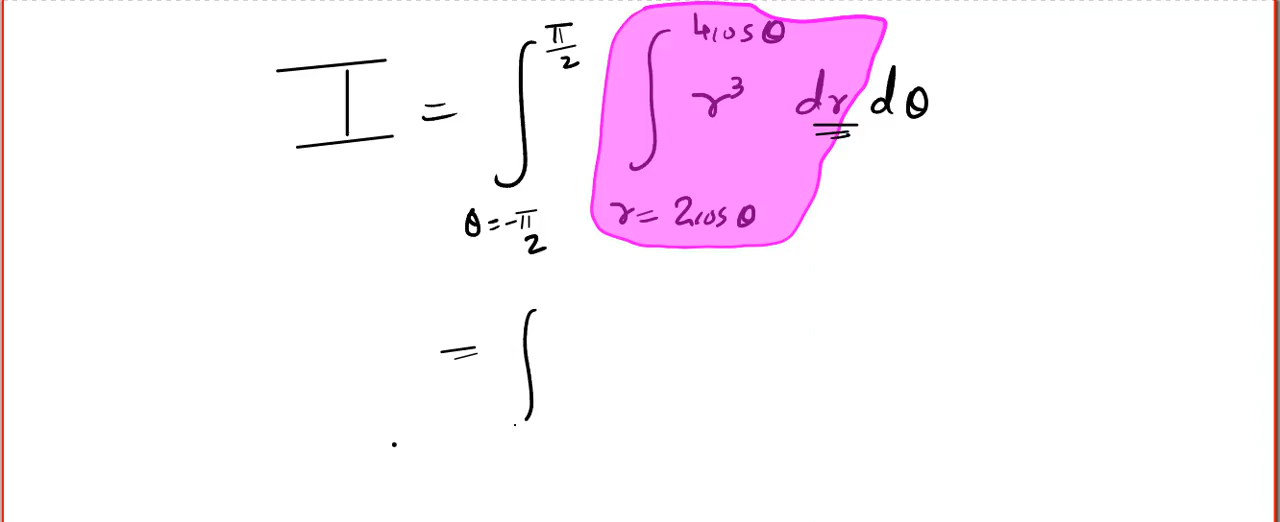 I = ∫_{θ=-π/2}^{π/2} ∫_{r=2cosθ}^{4cosθ} r³ dr dθ
= ∫